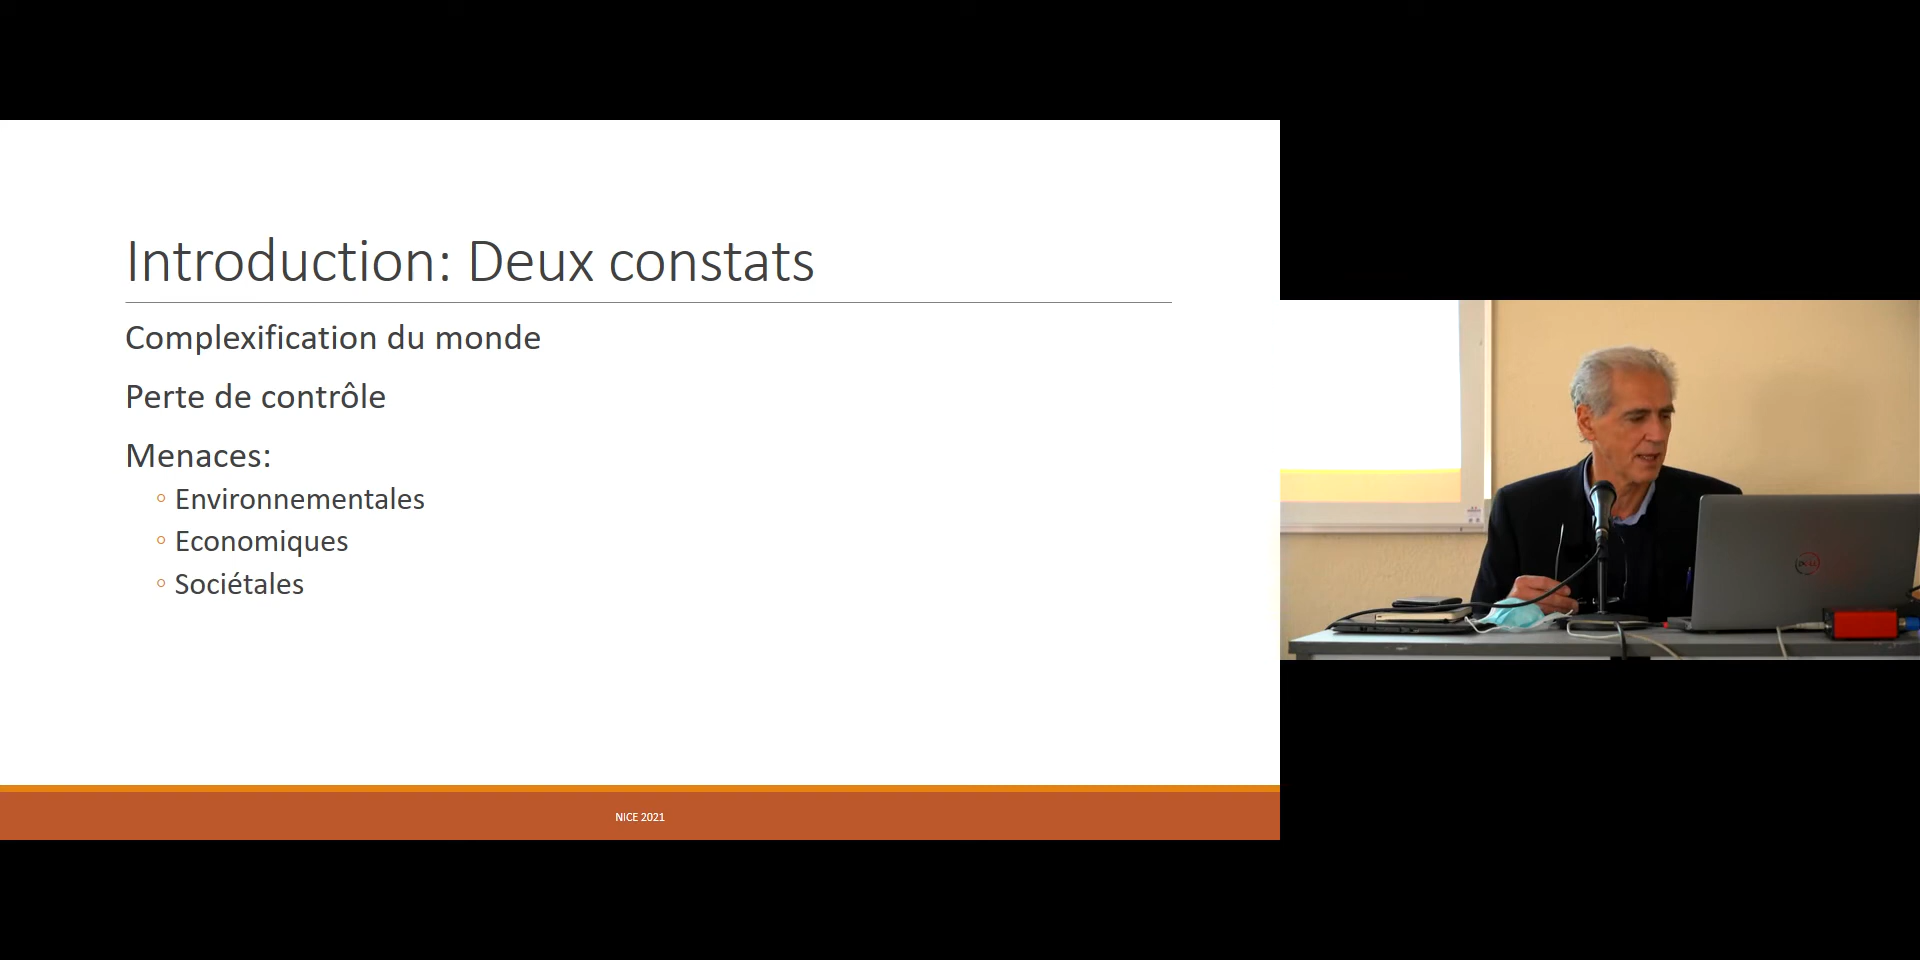 Introduction: Deux constats
Complexification du monde
Perte de contrôle
Menaces:
◦ Environnementales
◦ Economiques
◦ Sociétales
NICE 2021